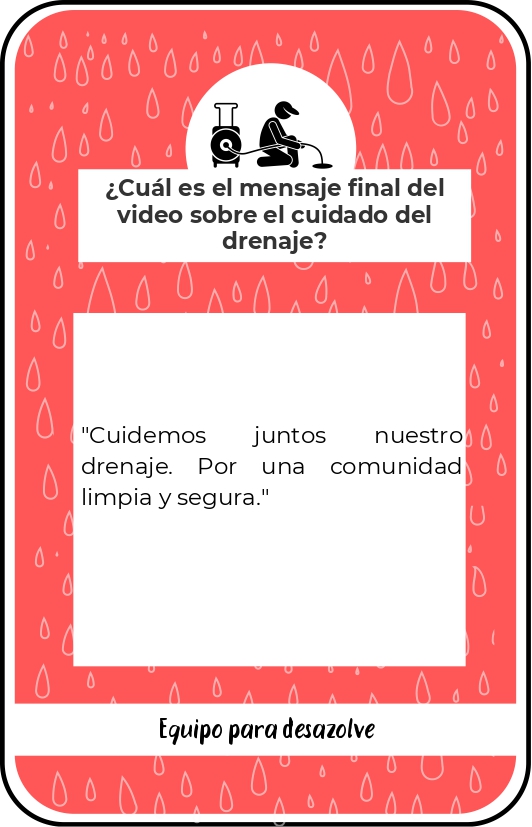 ¿Cuál es el mensaje final del
video sobre el cuidado del
drenaje?
"Cuidemos juntos nuestro
drenaje. Por una comunidad
limpia y segura."
Equipo para desazolve